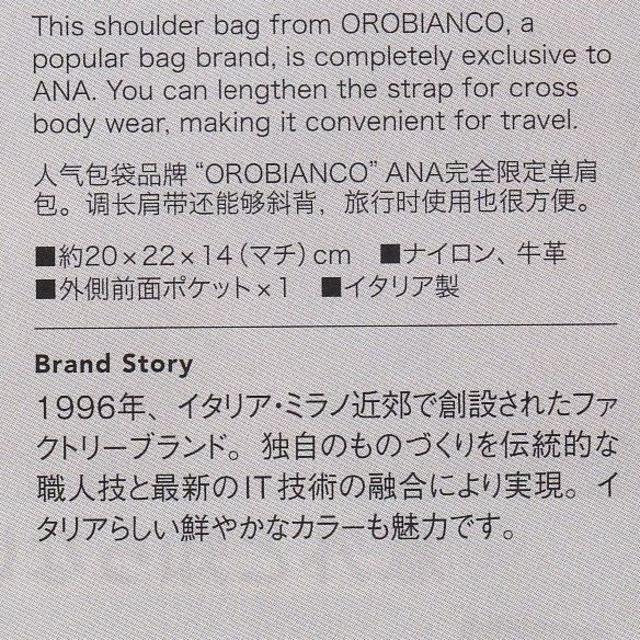 This shoulder bag from OROBIANCO, a
popular bag brand, is completely exclusive to
ANA. You can lengthen the strap for cross
body wear, making it convenient for travel.
人气包袋品牌 “OROBIANCO” ANA完全限定单肩
包。调长肩带还能够斜背，旅行时使用也很方便。
■約20×22×14（マチ）cm ■ナイロン、牛革
■外側前面ポケット×1 ■イタリア製
Brand Story
1996年、イタリア・ミラノ近郊で創設されたファ
クトリーブランド。独自のものづくりを伝統的な
職人技と最新のIT技術の融合により実現。イ
タリアらしい鮮やかなカラーも魅力です。